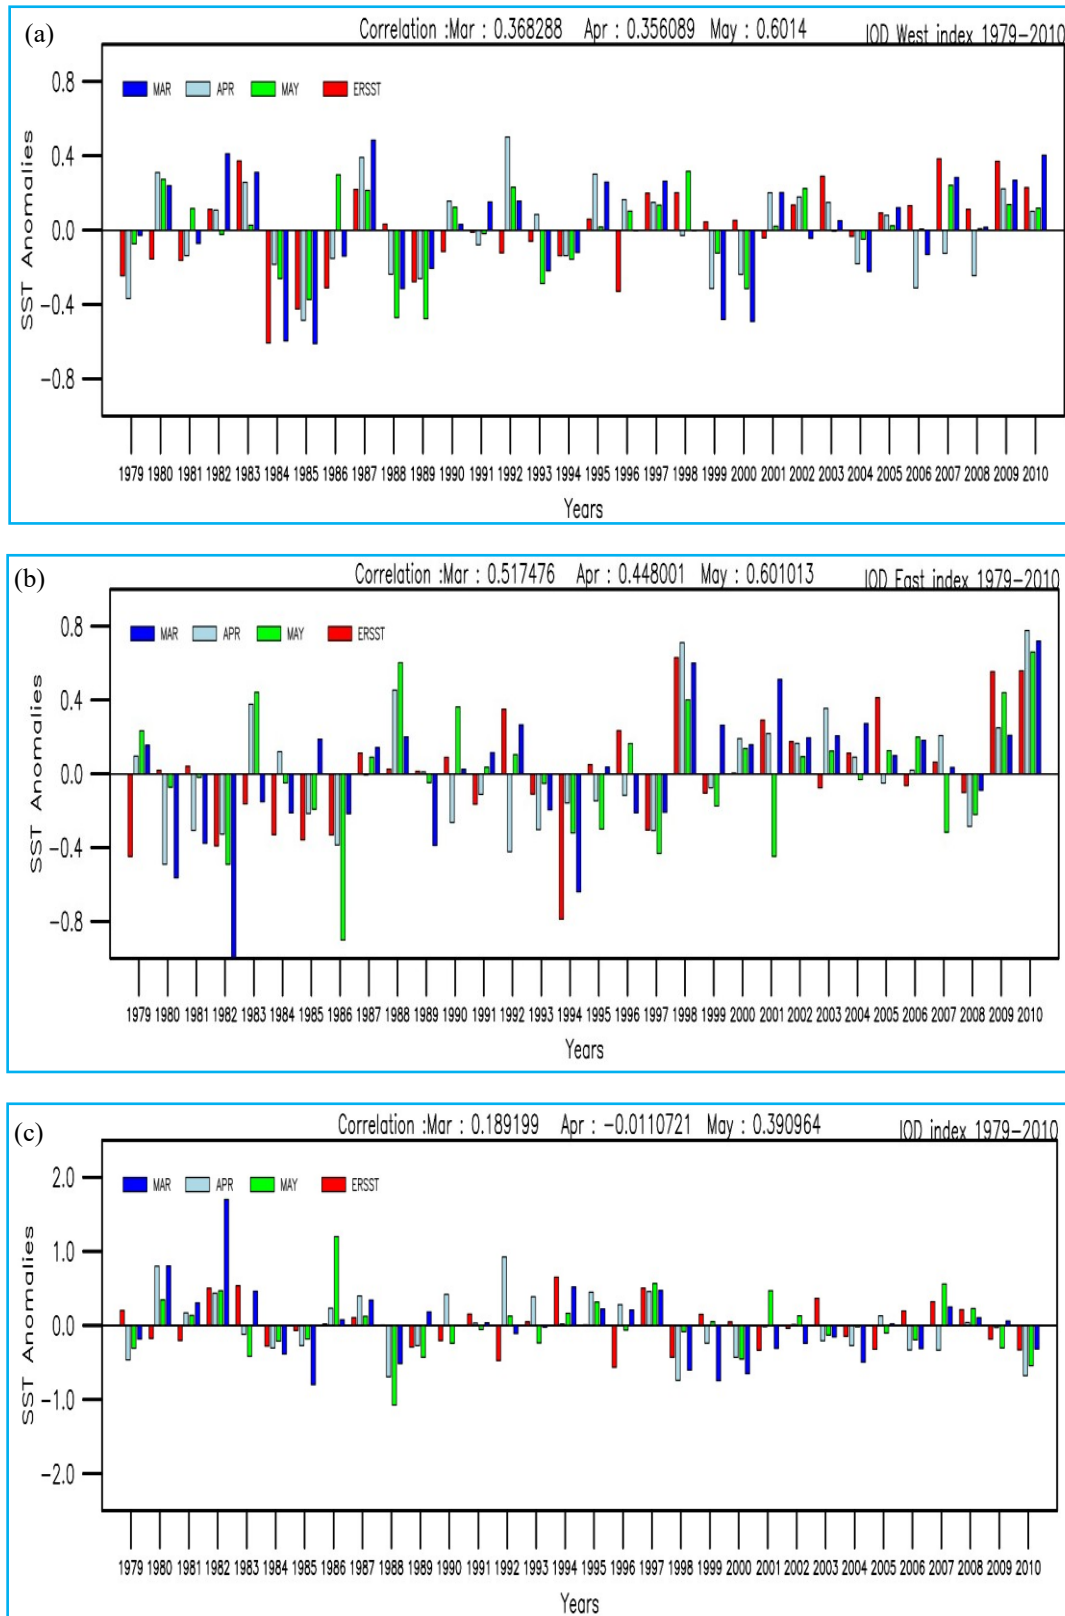 (a)
Correlation :Mar : 0.368288 Apr : 0.356089 May : 0.6014 IOD West index 1979-2010
0.8
MAR APR MAY ERSST
0.4
0.0
-0.4
-0.8
SST Anomalies
1979 1980 1981 1982 1983 1984 1985 1986 1987 1988 1989 1990 1991 1992 1993 1994 1995 1996 1997 1998 1999 2000 2001 2002 2003 2004 2005 2006 2007 2008 2009 2010
Years
(b)
Correlation :Mar : 0.517476 Apr : 0.448001 May : 0.601013 IOD East index 1979-2010
0.8
MAR APR MAY ERSST
0.4
0.0
-0.4
-0.8
SST Anomalies
1979 1980 1981 1982 1983 1984 1985 1986 1987 1988 1989 1990 1991 1992 1993 1994 1995 1996 1997 1998 1999 2000 2001 2002 2003 2004 2005 2006 2007 2008 2009 2010
Years
(c)
Correlation :Mar : 0.189199 Apr : -0.0110721 May : 0.390964 IOD index 1979-2010
2.0
MAR APR MAY ERSST
1.0
0.0
-1.0
-2.0
SST Anomalies
1979 1980 1981 1982 1983 1984 1985 1986 1987 1988 1989 1990 1991 1992 1993 1994 1995 1996 1997 1998 1999 2000 2001 2002 2003 2004 2005 2006 2007 2008 2009 2010
Years